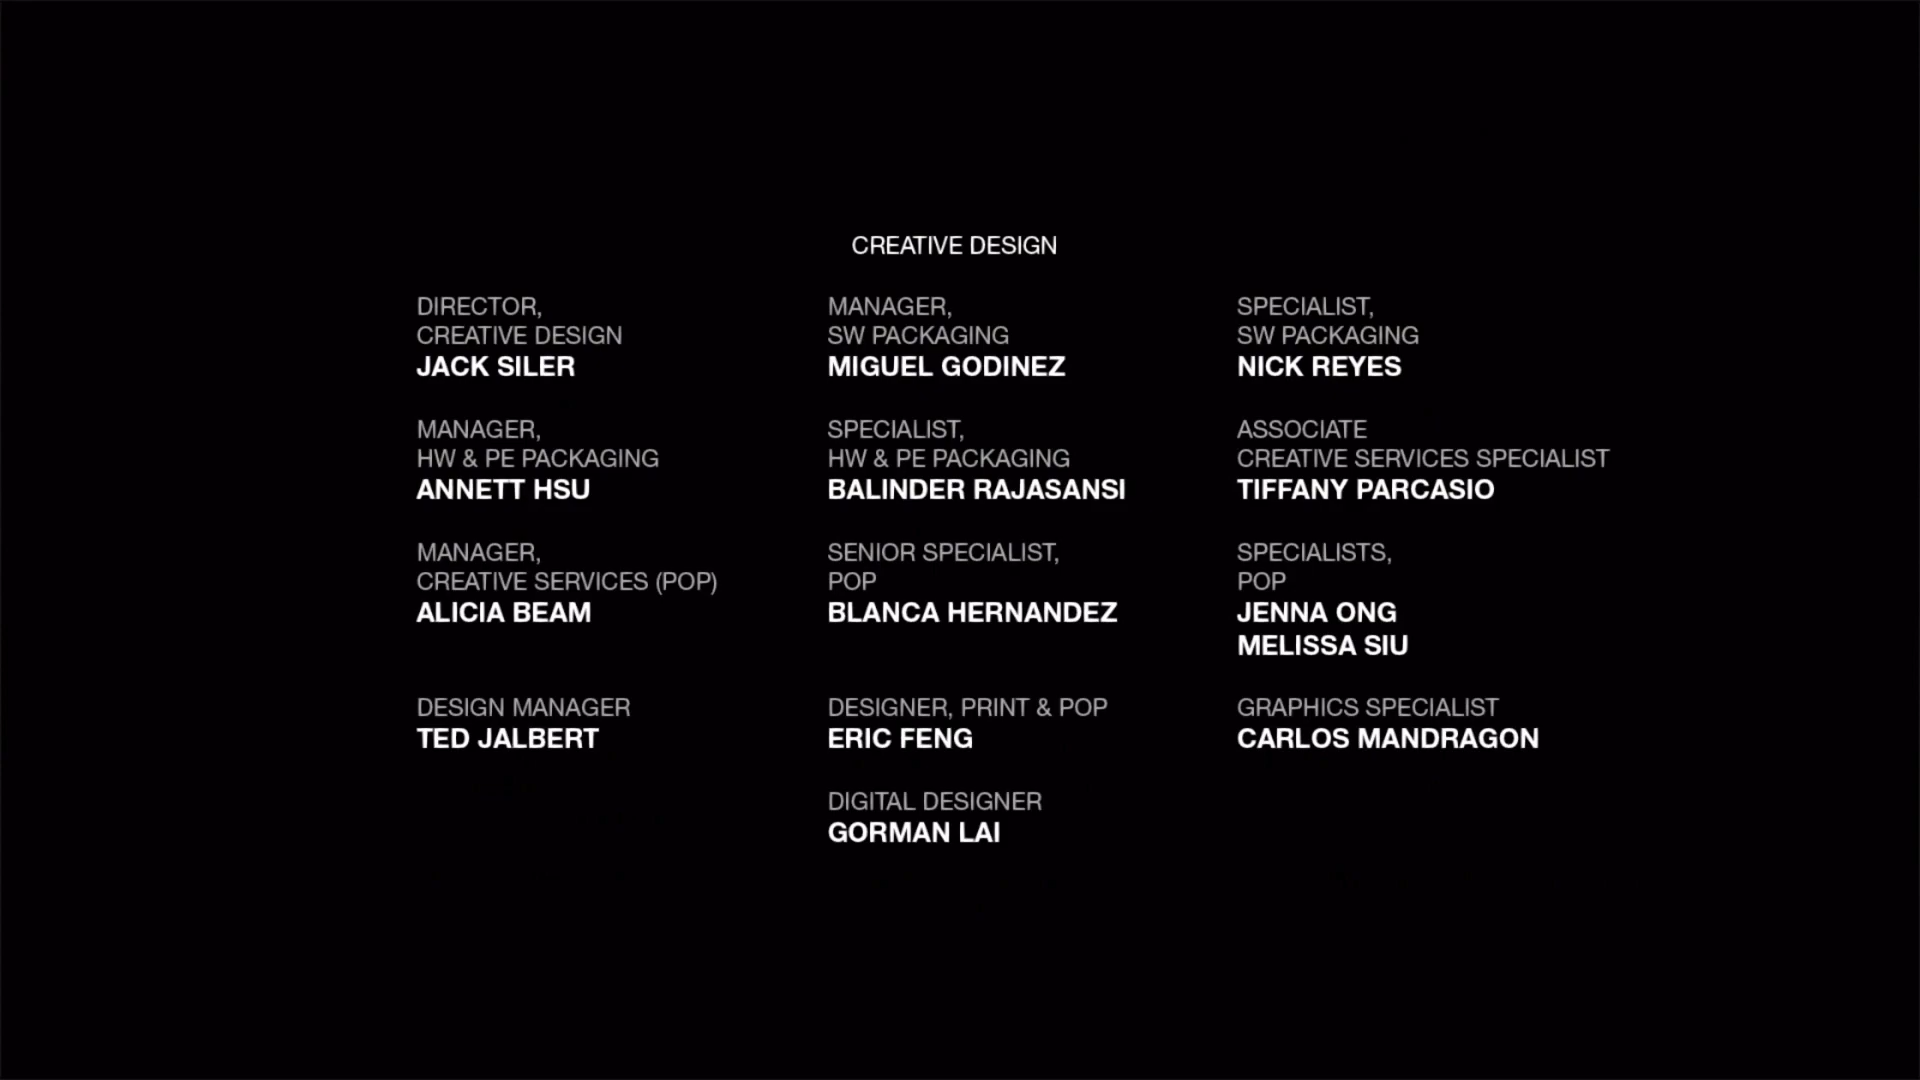 CREATIVE DESIGN
DIRECTOR,
CREATIVE DESIGN
JACK SILER
MANAGER,
SW PACKAGING
MIGUEL GODINEZ
SPECIALIST,
SW PACKAGING
NICK REYES
MANAGER,
HW & PE PACKAGING
ANNETT HSU
SPECIALIST,
HW & PE PACKAGING
BALINDER RAJASANSI
ASSOCIATE
CREATIVE SERVICES SPECIALIST
TIFFANY PARCASIO
MANAGER,
CREATIVE SERVICES (POP)
ALICIA BEAM
SENIOR SPECIALIST,
POP
BLANCA HERNANDEZ
SPECIALISTS,
POP
JENNA ONG
MELISSA SIU
DESIGN MANAGER
TED JALBERT
DESIGNER, PRINT & POP
ERIC FENG
GRAPHICS SPECIALIST
CARLOS MANDRAGON
DIGITAL DESIGNER
GORMAN LAI